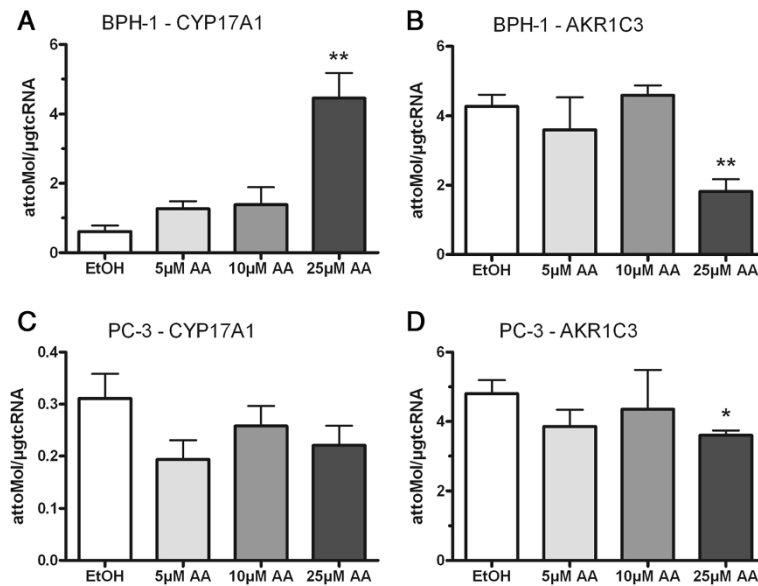 A
BPH-1 - CYP17A1
attoMol/µgtcRNA
6
4
2
0
**
EtOH 5µM AA 10µM AA 25µM AA
B
BPH-1 - AKR1C3
attoMol/µgtcRNA
6
4
2
0
**
EtOH 5µM AA 10µM AA 25µM AA
C
PC-3 - CYP17A1
attoMol/µgtcRNA
0.4
0.3
0.2
0.1
0.0
EtOH 5µM AA 10µM AA 25µM AA
D
PC-3 - AKR1C3
attoMol/µgtcRNA
6
4
2
0
*
EtOH 5µM AA 10µM AA 25µM AA